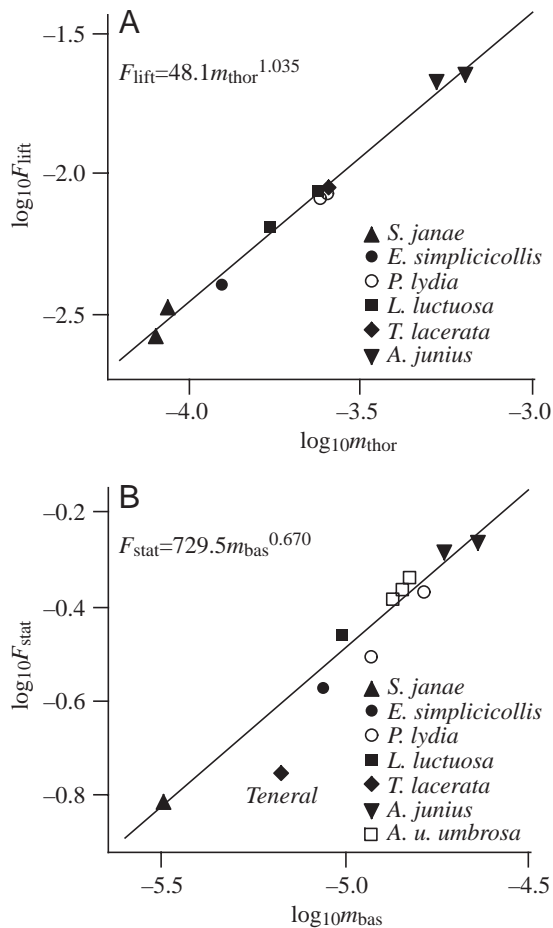 A
F_lift=48.1m_thor^1.035
log10F_lift
−1.5
−2.0
−2.5
S. janae
E. simplicicollis
P. lydia
L. luctuosa
T. lacerata
A. junius
−4.0 −3.5 −3.0
log10m_thor
B
F_stat=729.5m_bas^0.670
log10F_stat
−0.2
−0.4
−0.6
−0.8
Teneral
S. janae
E. simplicicollis
P. lydia
L. luctuosa
T. lacerata
A. junius
A. u. umbrosa
−5.5 −5.0 −4.5
log10m_bas